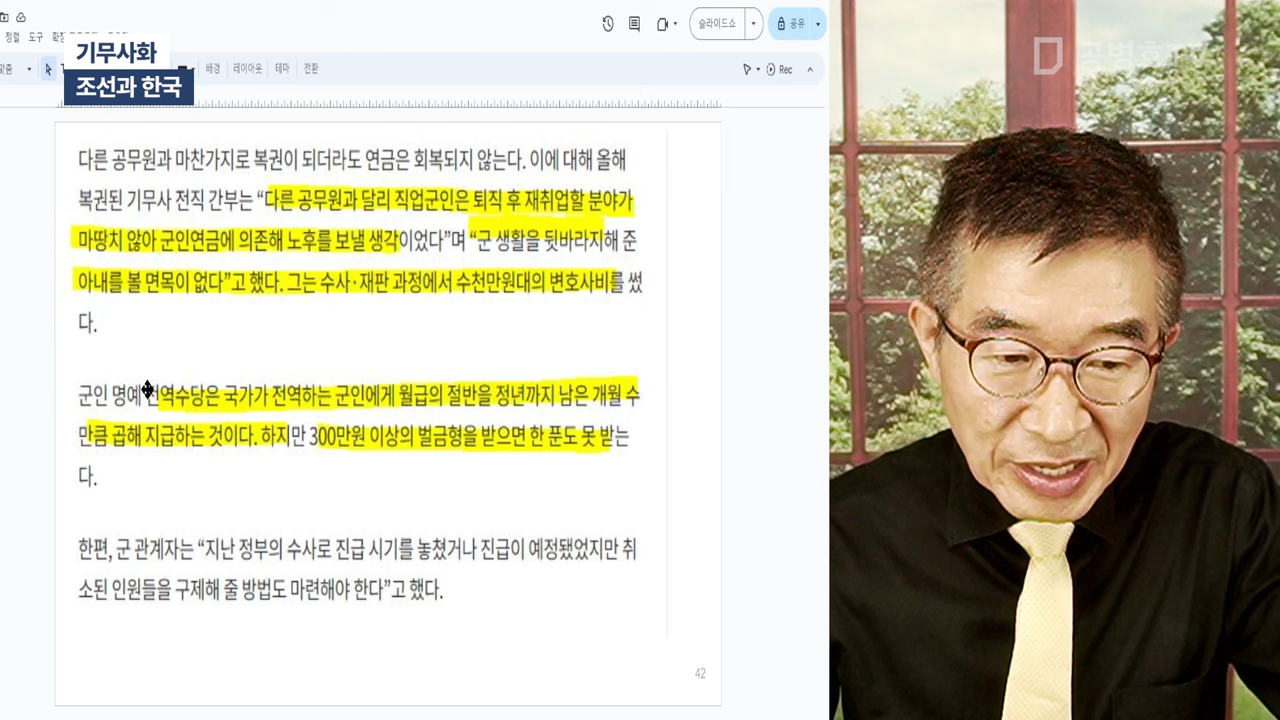 정렬 도구
슬라이드쇼
공유
기무사화
조선과 한국
배경 레이아웃 테마 전환
Rec
다른 공무원과 마찬가지로 복권이 되더라도 연금은 회복되지 않는다. 이에 대해 올해
복권된 기무사 전직 간부는 “다른 공무원과 달리 직업군인은 퇴직 후 재취업할 분야가
마땅치 않아 군인연금에 의존해 노후를 보낼 생각이었다”며 “군 생활을 뒷바라지해 준
아내를 볼 면목이 없다”고 했다. 그는 수사·재판 과정에서 수천만원대의 변호사비를 썼
다.
군인 명예 전역수당은 국가가 전역하는 군인에게 월급의 절반을 정년까지 남은 개월 수
만큼 곱해 지급하는 것이다. 하지만 300만원 이상의 벌금형을 받으면 한 푼도 못 받는
다.
한편, 군 관계자는 “지난 정부의 수사로 진급 시기를 놓쳤거나 진급이 예정됐었지만 취
소된 인원들을 구제해 줄 방법도 마련해야 한다”고 했다.
42